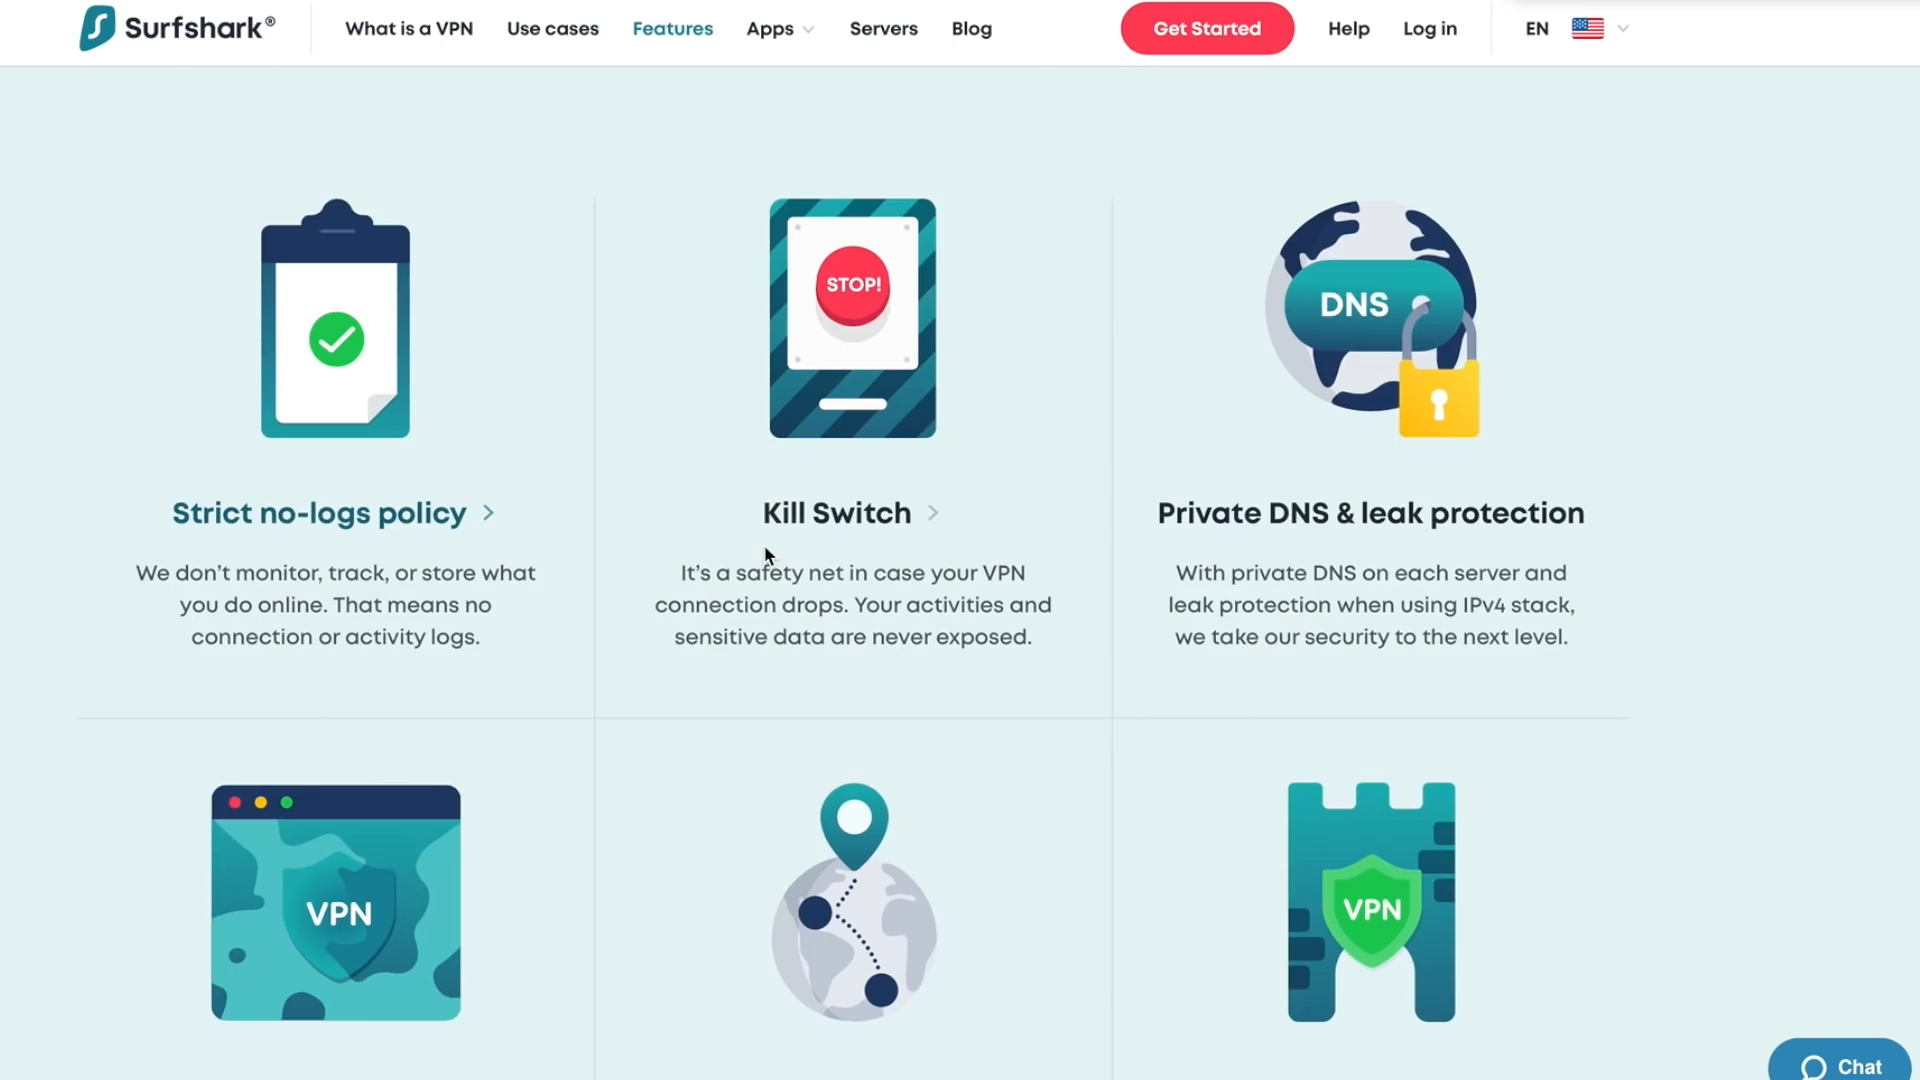 Surfshark®
What is a VPN
Use cases
Features
Apps
Servers
Blog
Get Started
Help
Log in
EN
STOP!
DNS
Strict no-logs policy
We don't monitor, track, or store what
you do online. That means no
connection or activity logs.
Kill Switch
It's a safety net in case your VPN
connection drops. Your activities and
sensitive data are never exposed.
Private DNS & leak protection
With private DNS on each server and
leak protection when using IPv4 stack,
we take our security to the next level.
VPN
VPN
Chat